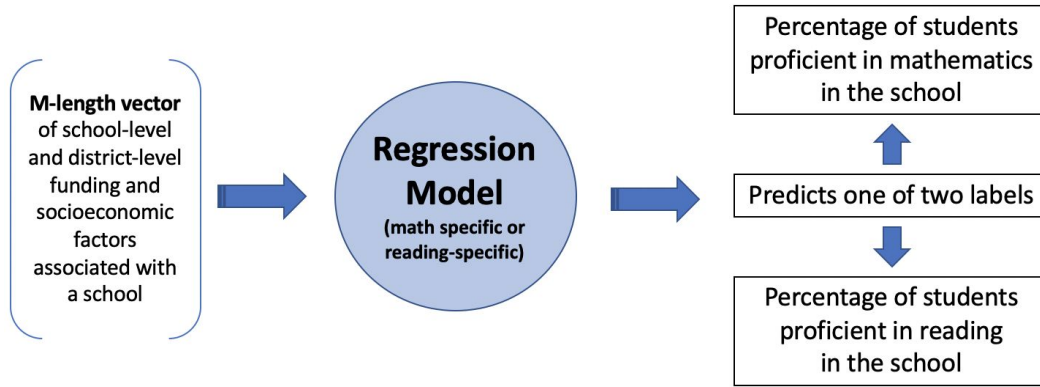 M-length vector
of school-level
and district-level
funding and
socioeconomic
factors
associated with
a school
Regression
Model
(math specific or
reading-specific)
Percentage of students
proficient in mathematics
in the school
Predicts one of two labels
Percentage of students
proficient in reading
in the school